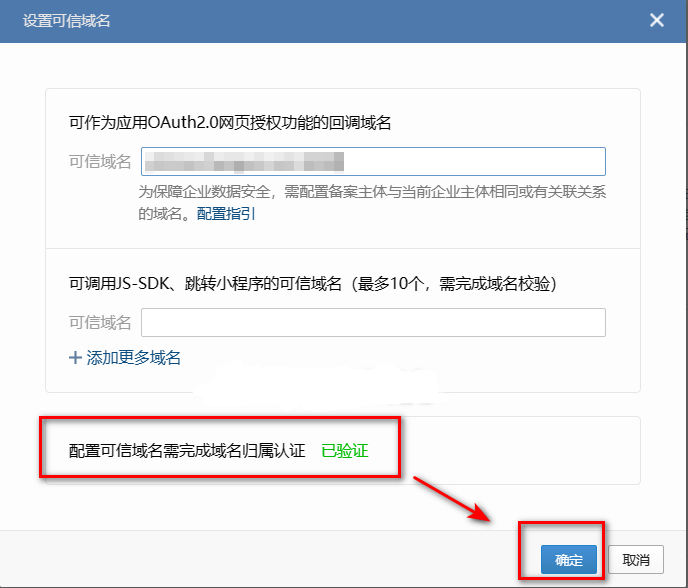 设置可信域名
可作为应用OAuth2.0网页授权功能的回调域名
可信域名
为保障企业数据安全，需配置备案主体与当前企业主体相同或有关联关系
的域名。配置指引
可调用JS-SDK、跳转小程序的可信域名（最多10个，需完成域名校验）
可信域名
+ 添加更多域名
配置可信域名需完成域名归属认证 已验证
确定 取消